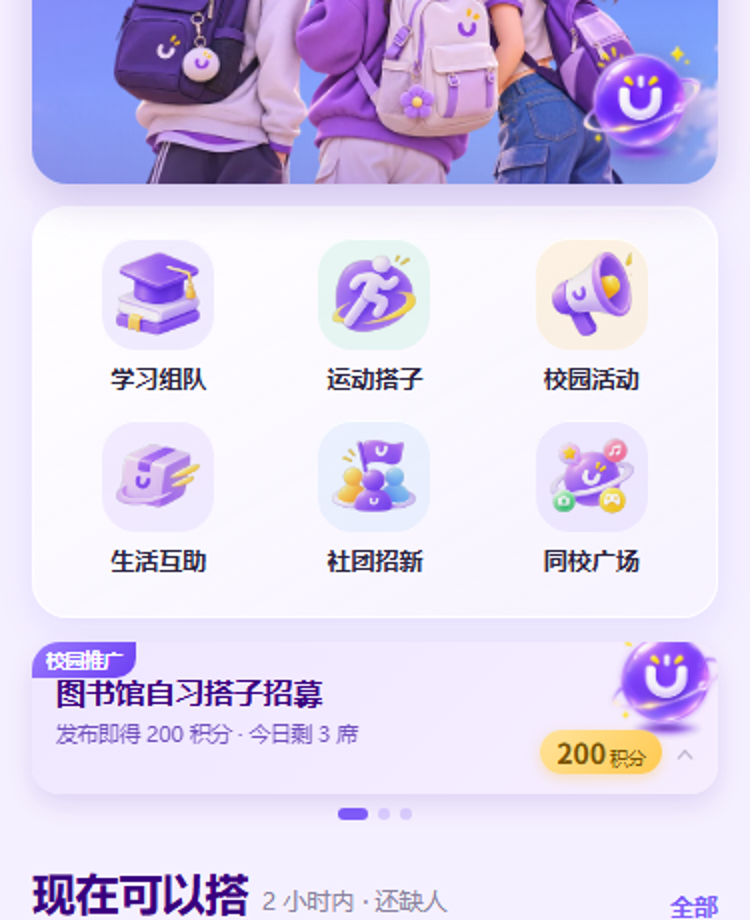 学习组队 运动搭子 校园活动
生活互助 社团招新 同校广场
校园推广
图书馆自习搭子招募
发布即得 200 积分 · 今日剩 3 席
200 积分
现在可以搭 2 小时内 · 还缺人 全部